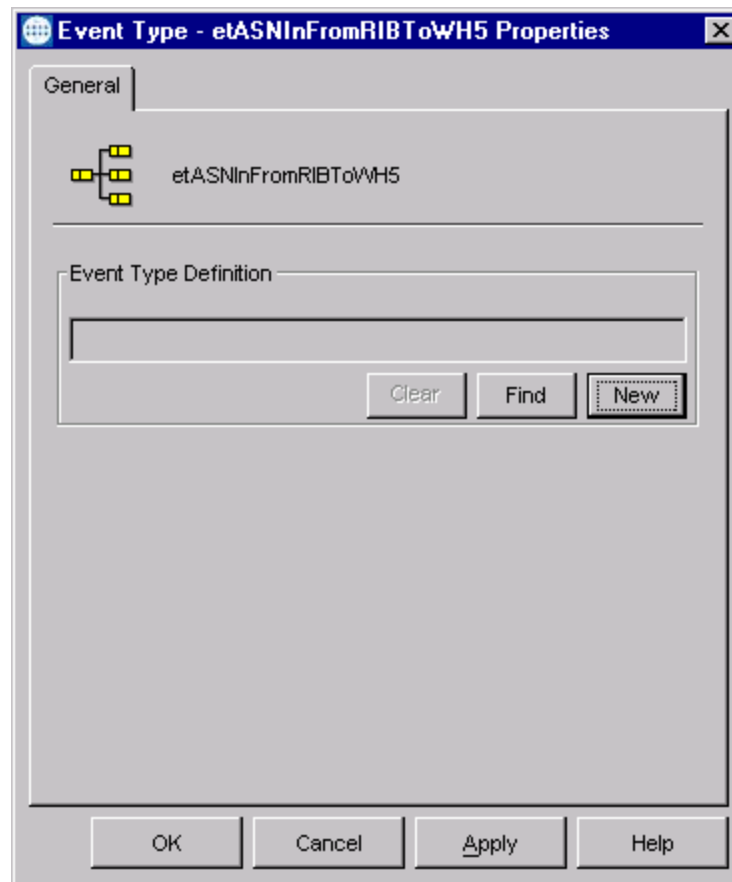 Event Type - etASNInFromRIBToWH5 Properties
General
etASNInFromRIBToWH5
Event Type Definition
Clear Find New
OK Cancel Apply Help